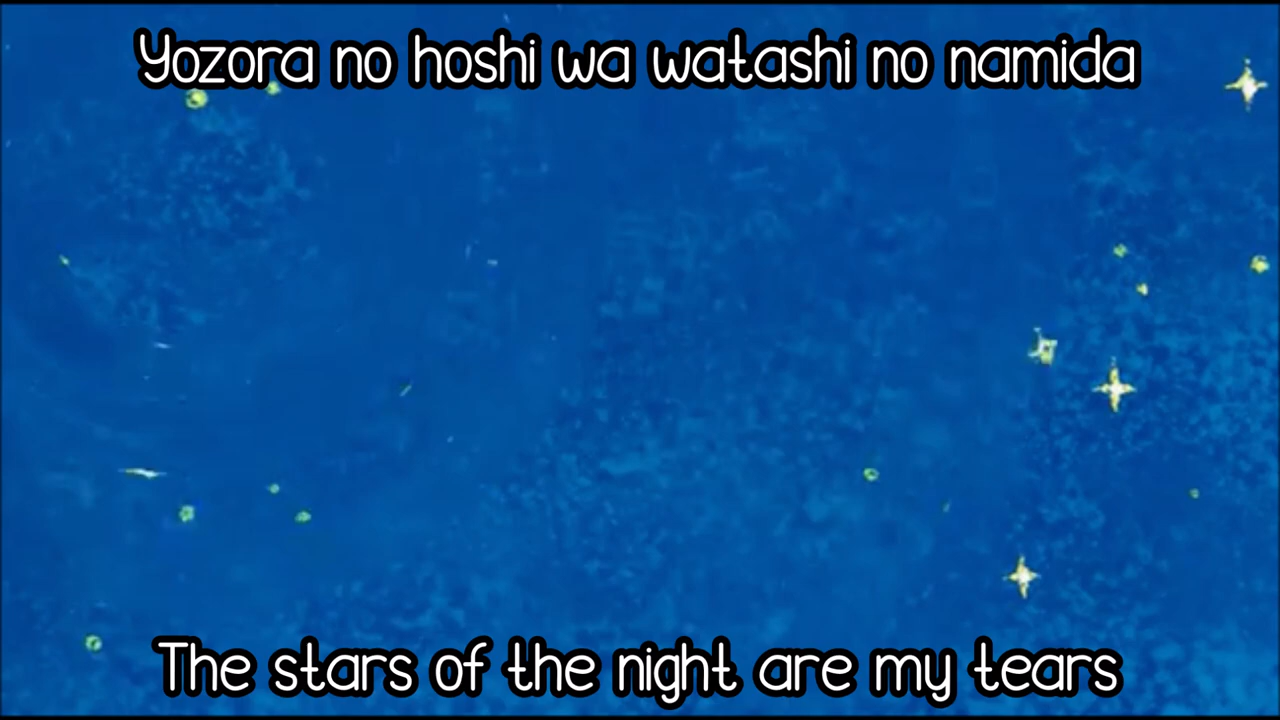 Yozora no hoshi wa watashi no namida
The stars of the night are my tears